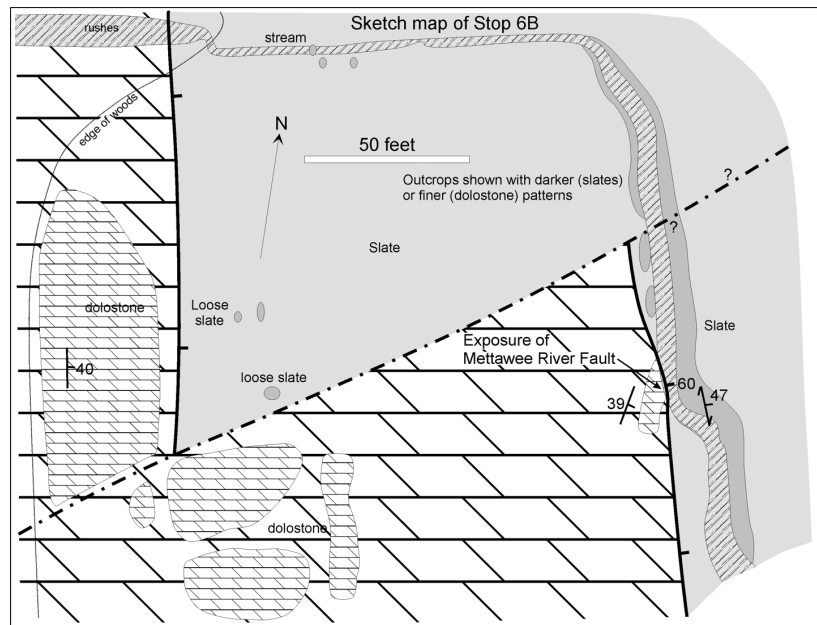 Sketch map of Stop 6B
rushes
stream
edge of woods
N
50 feet
Outcrops shown with darker (slates)
or finer (dolostone) patterns
?
?
Slate
dolostone
Loose
slate
Slate
Exposure of
Mettawee River Fault
40
loose slate
60
47
39
dolostone